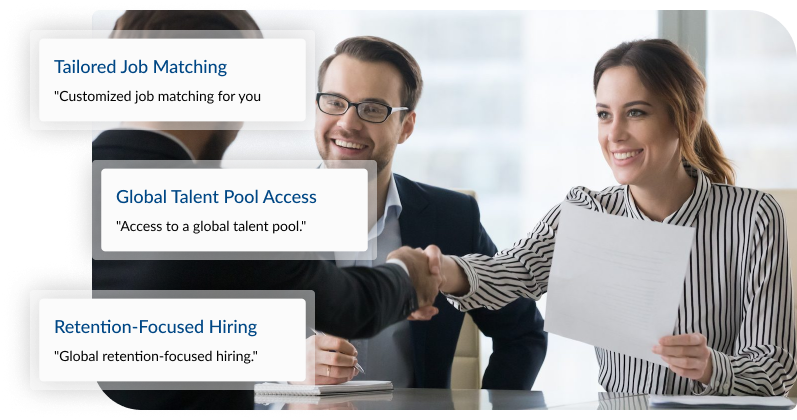 Tailored Job Matching
"Customized job matching for you
Global Talent Pool Access
"Access to a global talent pool."
Retention-Focused Hiring
"Global retention-focused hiring."